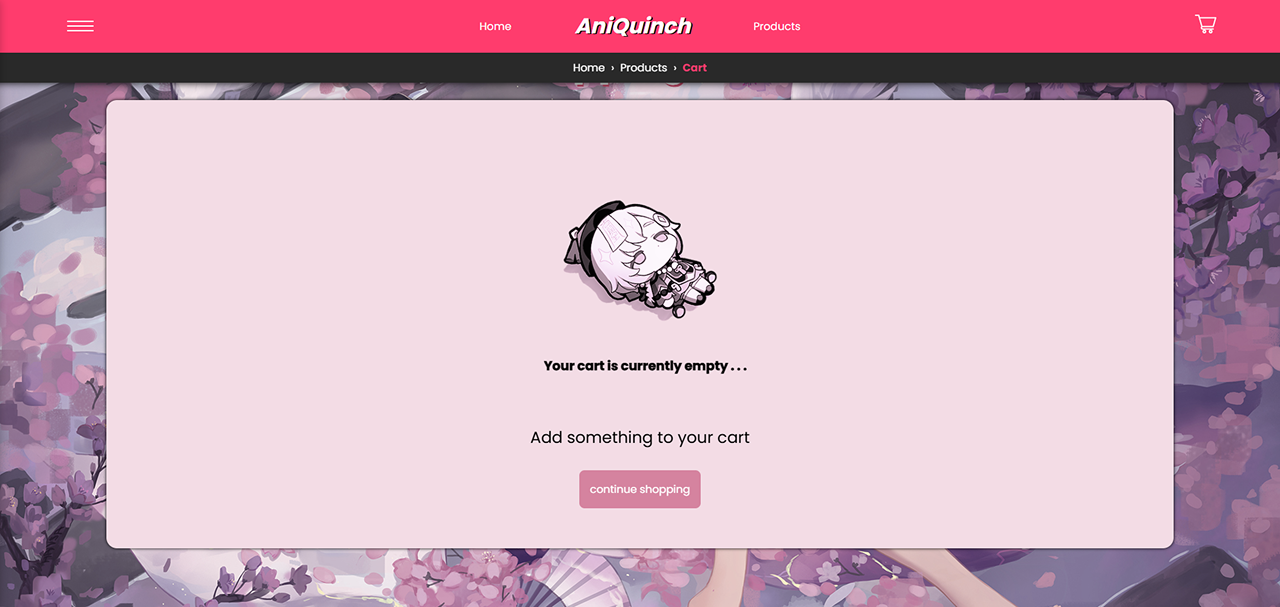 Home AniQuinch Products
Home › Products › Cart
Your cart is currently empty . . .
Add something to your cart
continue shopping